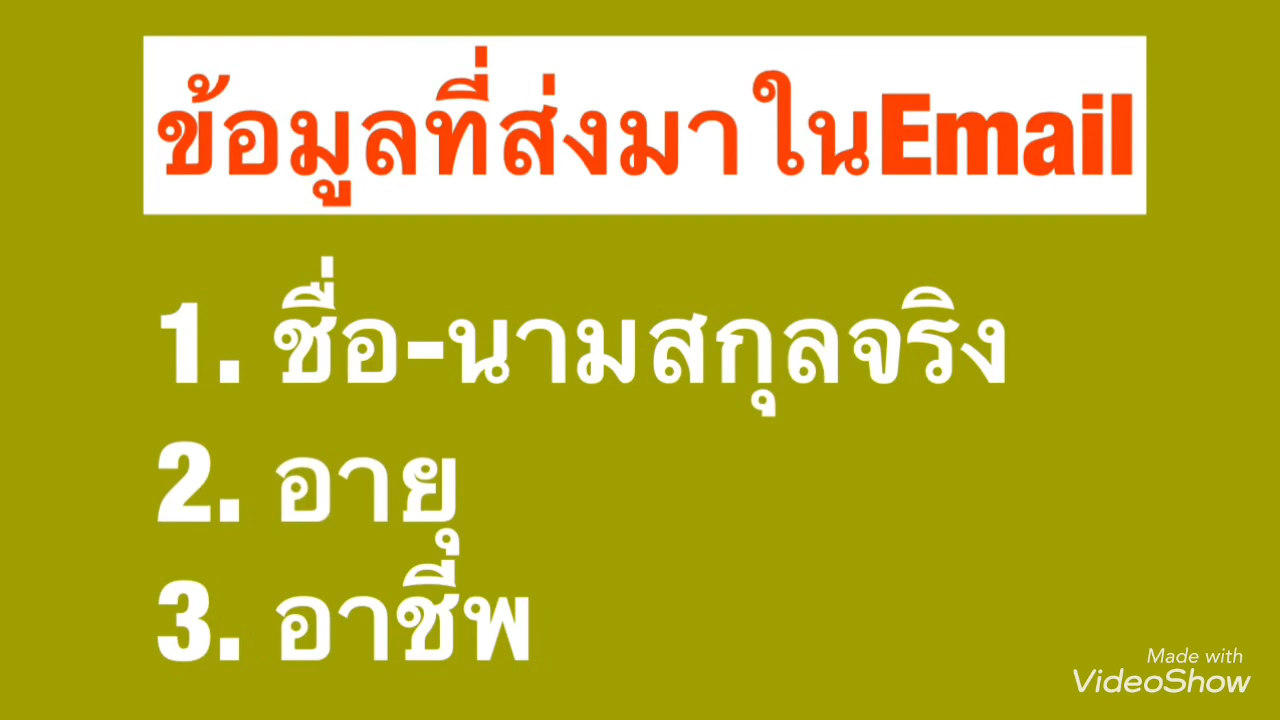 ข้อมูลที่ส่งมาในEmail
1. ชื่อ-นามสกุลจริง
2. อายุ
3. อาชีพ
Made with
VideoShow